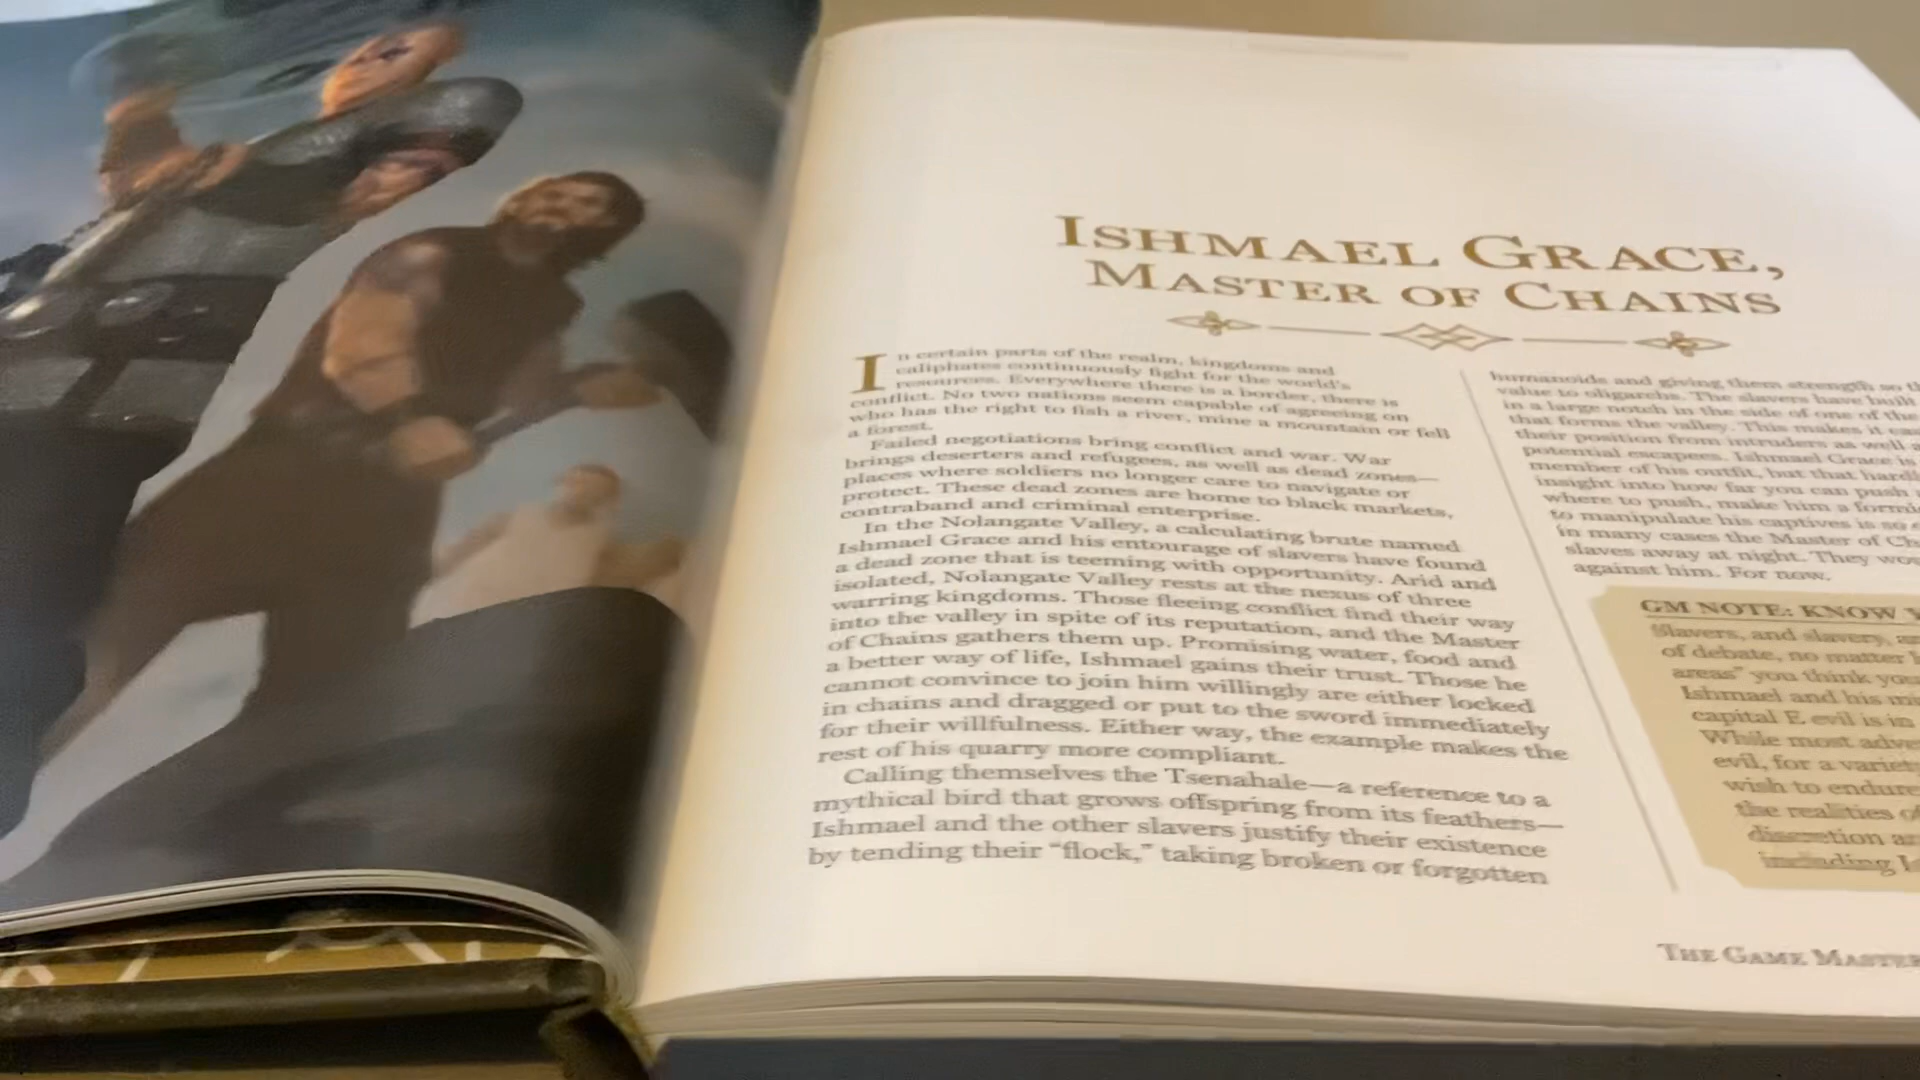 ISHMAEL GRACE,
MASTER OF CHAINS
In certain parts of the realm, kingdoms and
caliphates continuously fight for the world's
resources. Everywhere there is a border, there is
conflict. No two nations seem capable of agreeing on
who has the right to fish a river, mine a mountain or fell
a forest.
Failed negotiations bring conflict and war. War
brings deserters and refugees, as well as dead zones—
places where soldiers no longer care to navigate or
protect. These dead zones are home to black markets,
contraband and criminal enterprise.
In the Nolangate Valley, a calculating brute named
Ishmael Grace and his entourage of slavers have found
a dead zone that is teeming with opportunity. Arid and
isolated, Nolangate Valley rests at the nexus of three
warring kingdoms. Those fleeing conflict find their way
into the valley in spite of its reputation, and the Master
of Chains gathers them up. Promising water, food and
a better way of life, Ishmael gains their trust. Those he
cannot convince to join him willingly are either locked
in chains and dragged or put to the sword immediately
for their willfulness. Either way, the example makes the
rest of his quarry more compliant.
Calling themselves the Tsenahale—a reference to a
mythical bird that grows offspring from its feathers—
Ishmael and the other slavers justify their existence
by tending their "flock," taking broken or forgotten
humanoids and giving them strength so
value to oligarchs. The slavers have built
in a large notch in the side of one of the
that forms the valley. This makes it
their position from intruders as well
potential escapees. Ishmael Grace is
member of his outfit, but that
insight into how far you can push
where to push, make him a
to manipulate his captives is so
in many cases the Master of
slaves away at night. They
against him. For now.
GM NOTE: KNOW
Slavers, and slavery,
of debate, no matter
areas" you think
Ishmael and his
capital E evil is in
While most
evil, for a
wish to endure
the realities
discretion
including
THE GAME